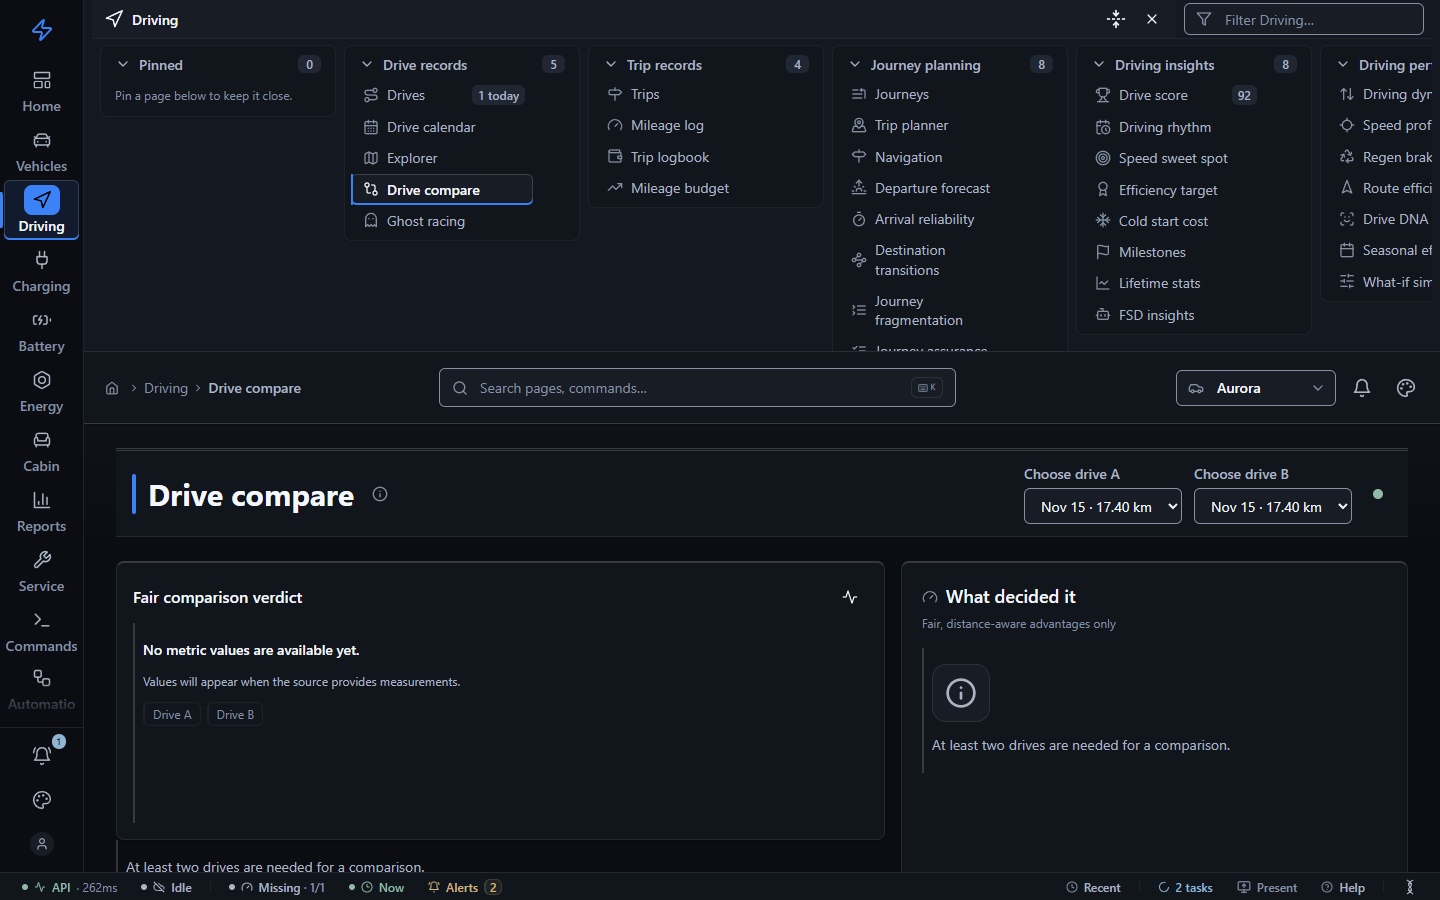 Driving
Filter Driving...
Home
Vehicles
Driving
Charging
Battery
Energy
Cabin
Reports
Service
Commands
Automatio
1
Pinned 0
Pin a page below to keep it close.
Drive records 5
Drives 1 today
Drive calendar
Explorer
Drive compare
Ghost racing
Trip records 4
Trips
Mileage log
Trip logbook
Mileage budget
Journey planning 8
Journeys
Trip planner
Navigation
Departure forecast
Arrival reliability
Destination
transitions
Journey
fragmentation
Journey assurance
Driving insights 8
Drive score 92
Driving rhythm
Speed sweet spot
Efficiency target
Cold start cost
Milestones
Lifetime stats
FSD insights
Driving per
Driving dyn
Speed prof
Regen brak
Route effici
Drive DNA
Seasonal ef
What-if sim
Driving > Drive compare
Search pages, commands...
K
Aurora
Drive compare
Choose drive A
Nov 15 · 17.40 km
Choose drive B
Nov 15 · 17.40 km
Fair comparison verdict
No metric values are available yet.
Values will appear when the source provides measurements.
Drive A Drive B
At least two drives are needed for a comparison.
What decided it
Fair, distance-aware advantages only
At least two drives are needed for a comparison.
API · 262ms
Idle
Missing · 1/1
Now
Alerts 2
Recent
2 tasks
Present
Help